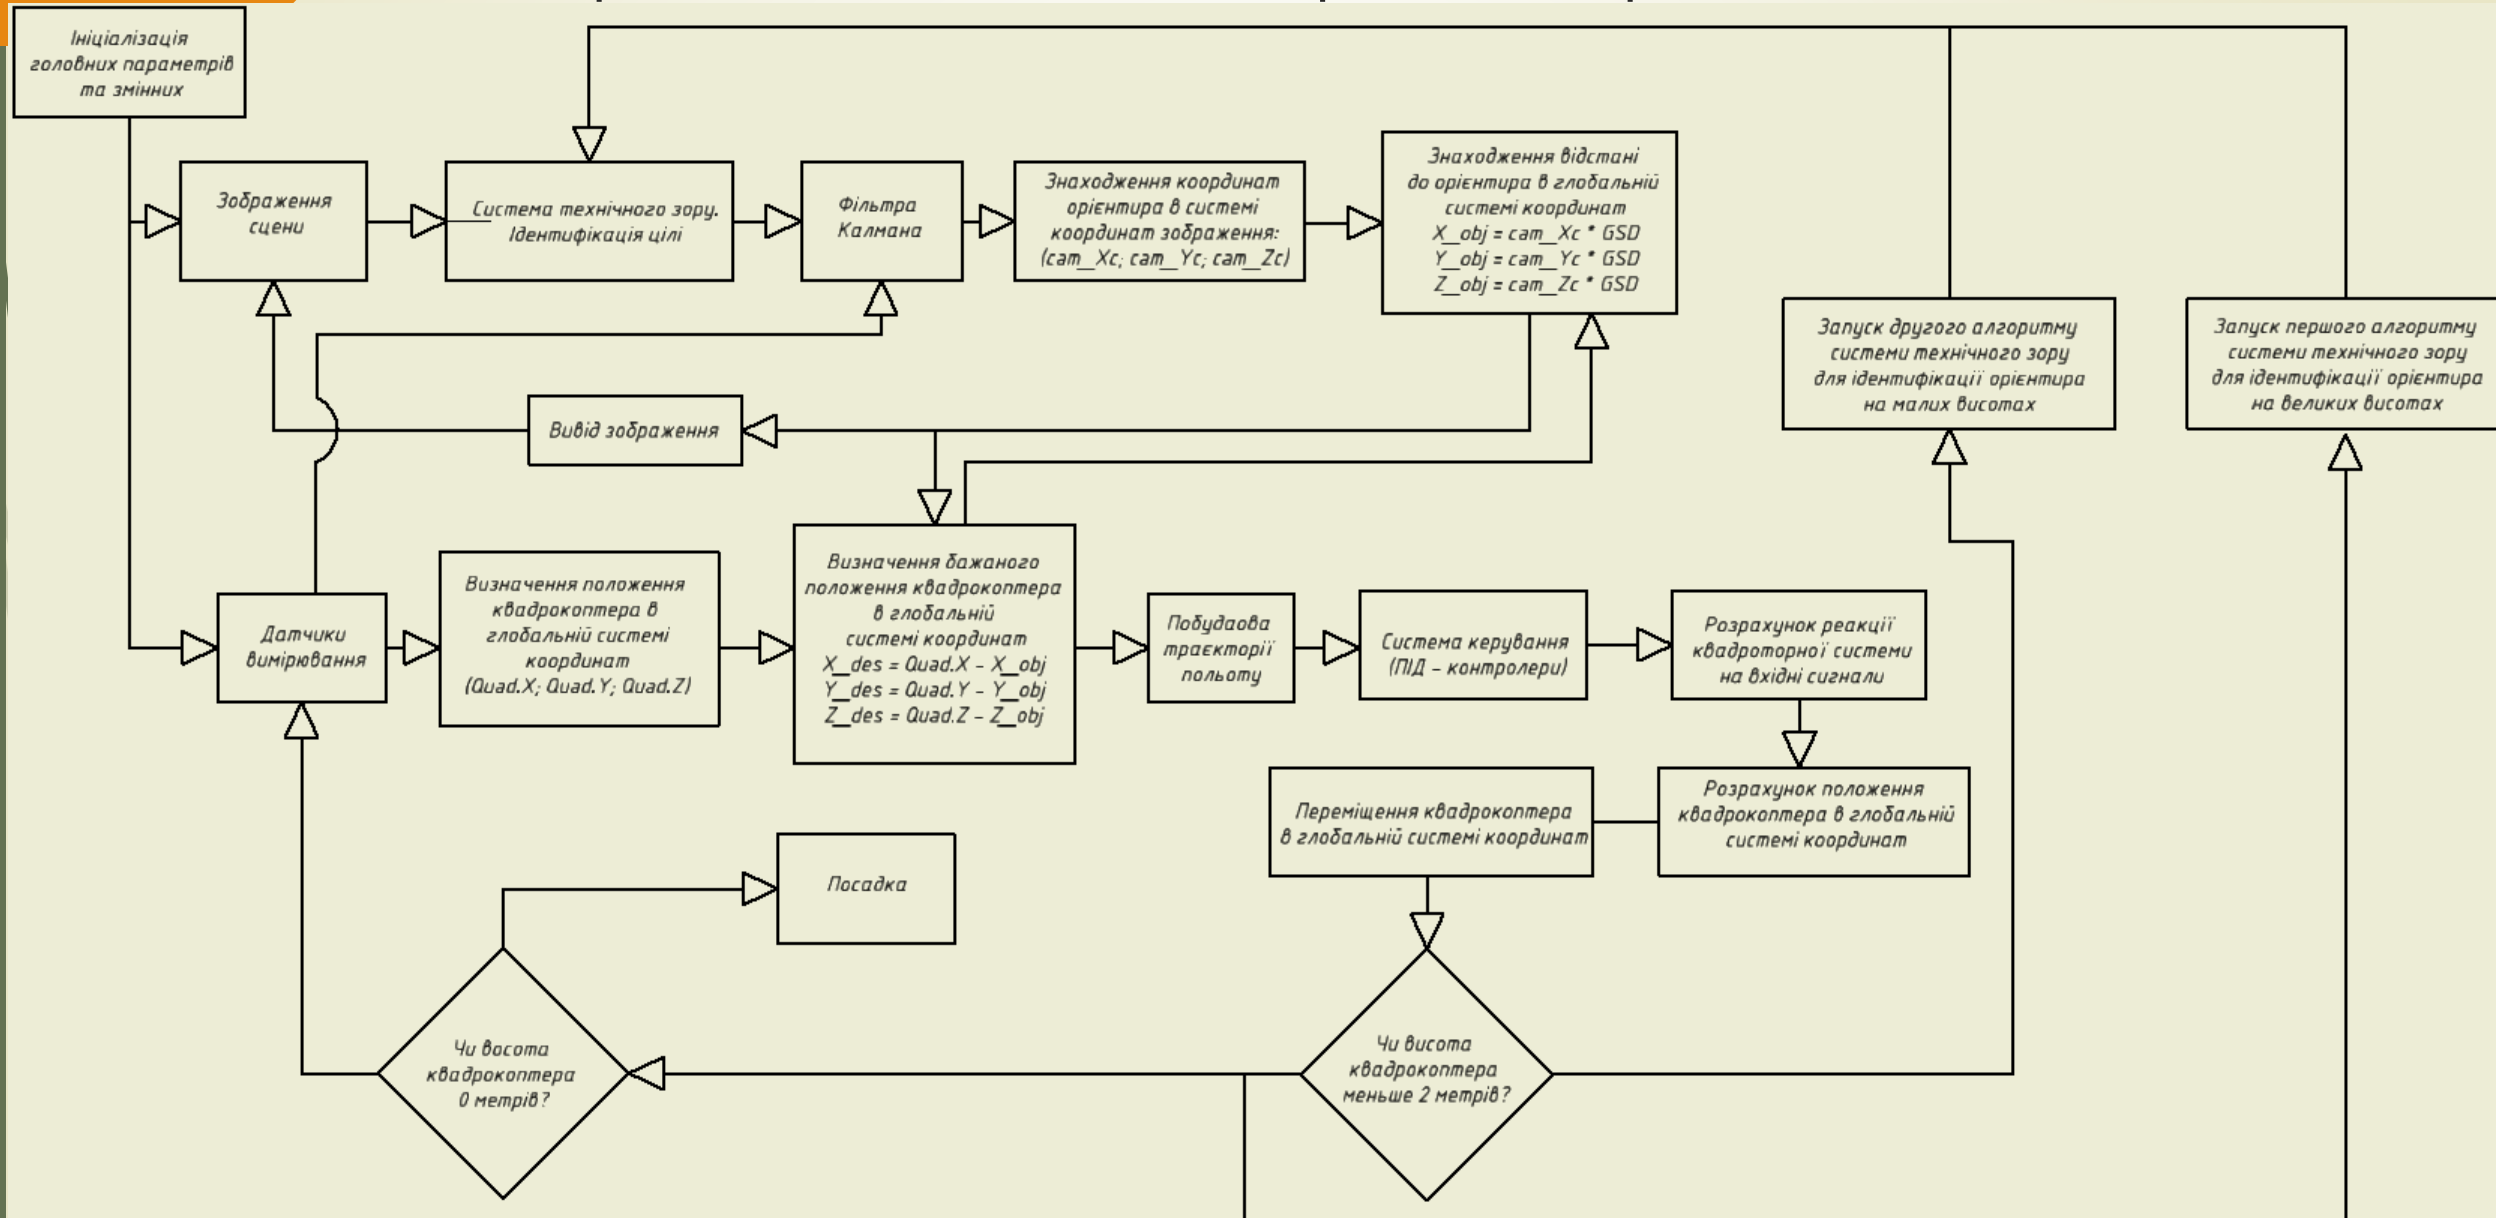 Ініціалізація
головних параметрів
та змінних
Зображення
сцени
Система технічного зору.
Ідентифікація цілі
Фільтра
Калмана
Знаходження координат
орієнтира в системі
координат зображення:
(cam_Xc; cam_Yc; cam_Zc)
Знаходження відстані
до орієнтира в глобальній
системі координат
X_obj = cam_Xc * GSD
Y_obj = cam_Yc * GSD
Z_obj = cam_Zc * GSD
Запуск другого алгоритму
системи технічного зору
для ідентифікації орієнтира
на малих висотах
Запуск першого алгоритму
системи технічного зору
для ідентифікації орієнтира
на великих висотах
Вивід зображення
Датчики
вимірювання
Визначення положення
квадрокоптера в
глобальній системі
координат
(Quad.X; Quad.Y; Quad.Z)
Визначення бажаного
положення квадрокоптера
в глобальній
системі координат
X_des = Quad.X - X_obj
Y_des = Quad.Y - Y_obj
Z_des = Quad.Z - Z_obj
Побудаова
траєкторії
польоту
Система керування
(ПІД - контролери)
Розрахунок реакції
квадроторної системи
на вхідні сигнали
Переміщення квадрокоптера
в глобальній системі координат
Розрахунок положення
квадрокоптера в глобальній
системі координат
Посадка
Чи восота
квадрокоптера
0 метрів?
Чи висота
квадрокоптера
меньше 2 метрів?